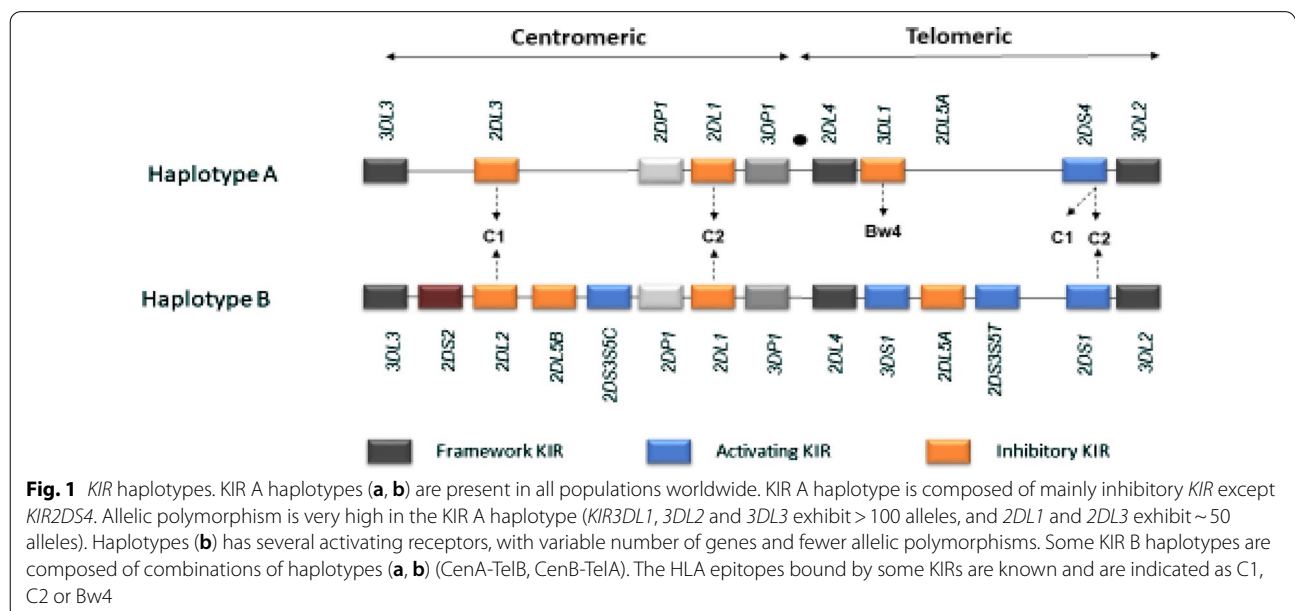 Centromeric Telomeric
3DL3 2DL3 2DP1 2DL1 3DP1 2DL4 3DL1 2DL5A 2DS4 3DL2
Haplotype A
C1 C2 Bw4 C1 C2
Haplotype B
3DL3 2DS2 2DL2 2DL5B 2DS3S5C 2DP1 2DL1 3DP1 2DL4 3DS1 2DL5A 2DS3S5T 2DS1 3DL2
Framework KIR Activating KIR Inhibitory KIR
Fig. 1 KIR haplotypes. KIR A haplotypes (a, b) are present in all populations worldwide. KIR A haplotype is composed of mainly inhibitory KIR except
KIR2DS4. Allelic polymorphism is very high in the KIR A haplotype (KIR3DL1, 3DL2 and 3DL3 exhibit > 100 alleles, and 2DL1 and 2DL3 exhibit ~ 50
alleles). Haplotypes (b) has several activating receptors, with variable number of genes and fewer allelic polymorphisms. Some KIR B haplotypes are
composed of combinations of haplotypes (a, b) (CenA-TelB, CenB-TelA). The HLA epitopes bound by some KIRs are known and are indicated as C1,
C2 or Bw4